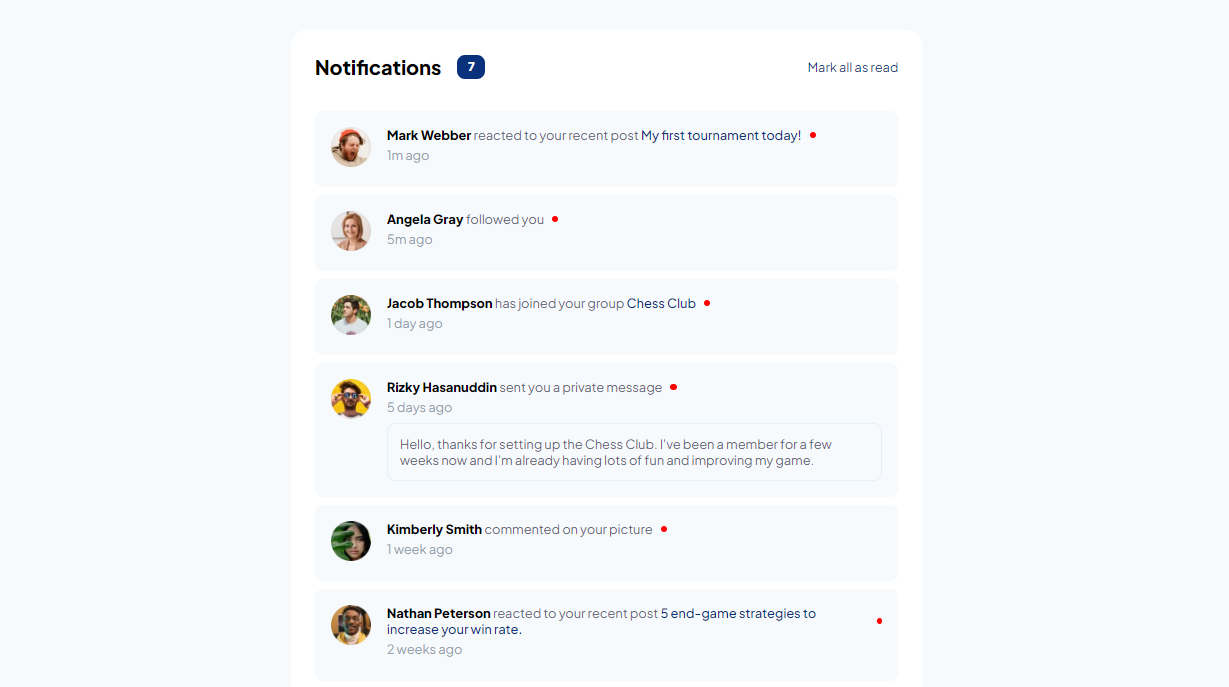 Notifications 7 Mark all as read
Mark Webber reacted to your recent post My first tournament today!
1m ago
Angela Gray followed you
5m ago
Jacob Thompson has joined your group Chess Club
1 day ago
Rizky Hasanuddin sent you a private message
5 days ago
Hello, thanks for setting up the Chess Club. I've been a member for a few
weeks now and I'm already having lots of fun and improving my game.
Kimberly Smith commented on your picture
1 week ago
Nathan Peterson reacted to your recent post 5 end-game strategies to
increase your win rate.
2 weeks ago